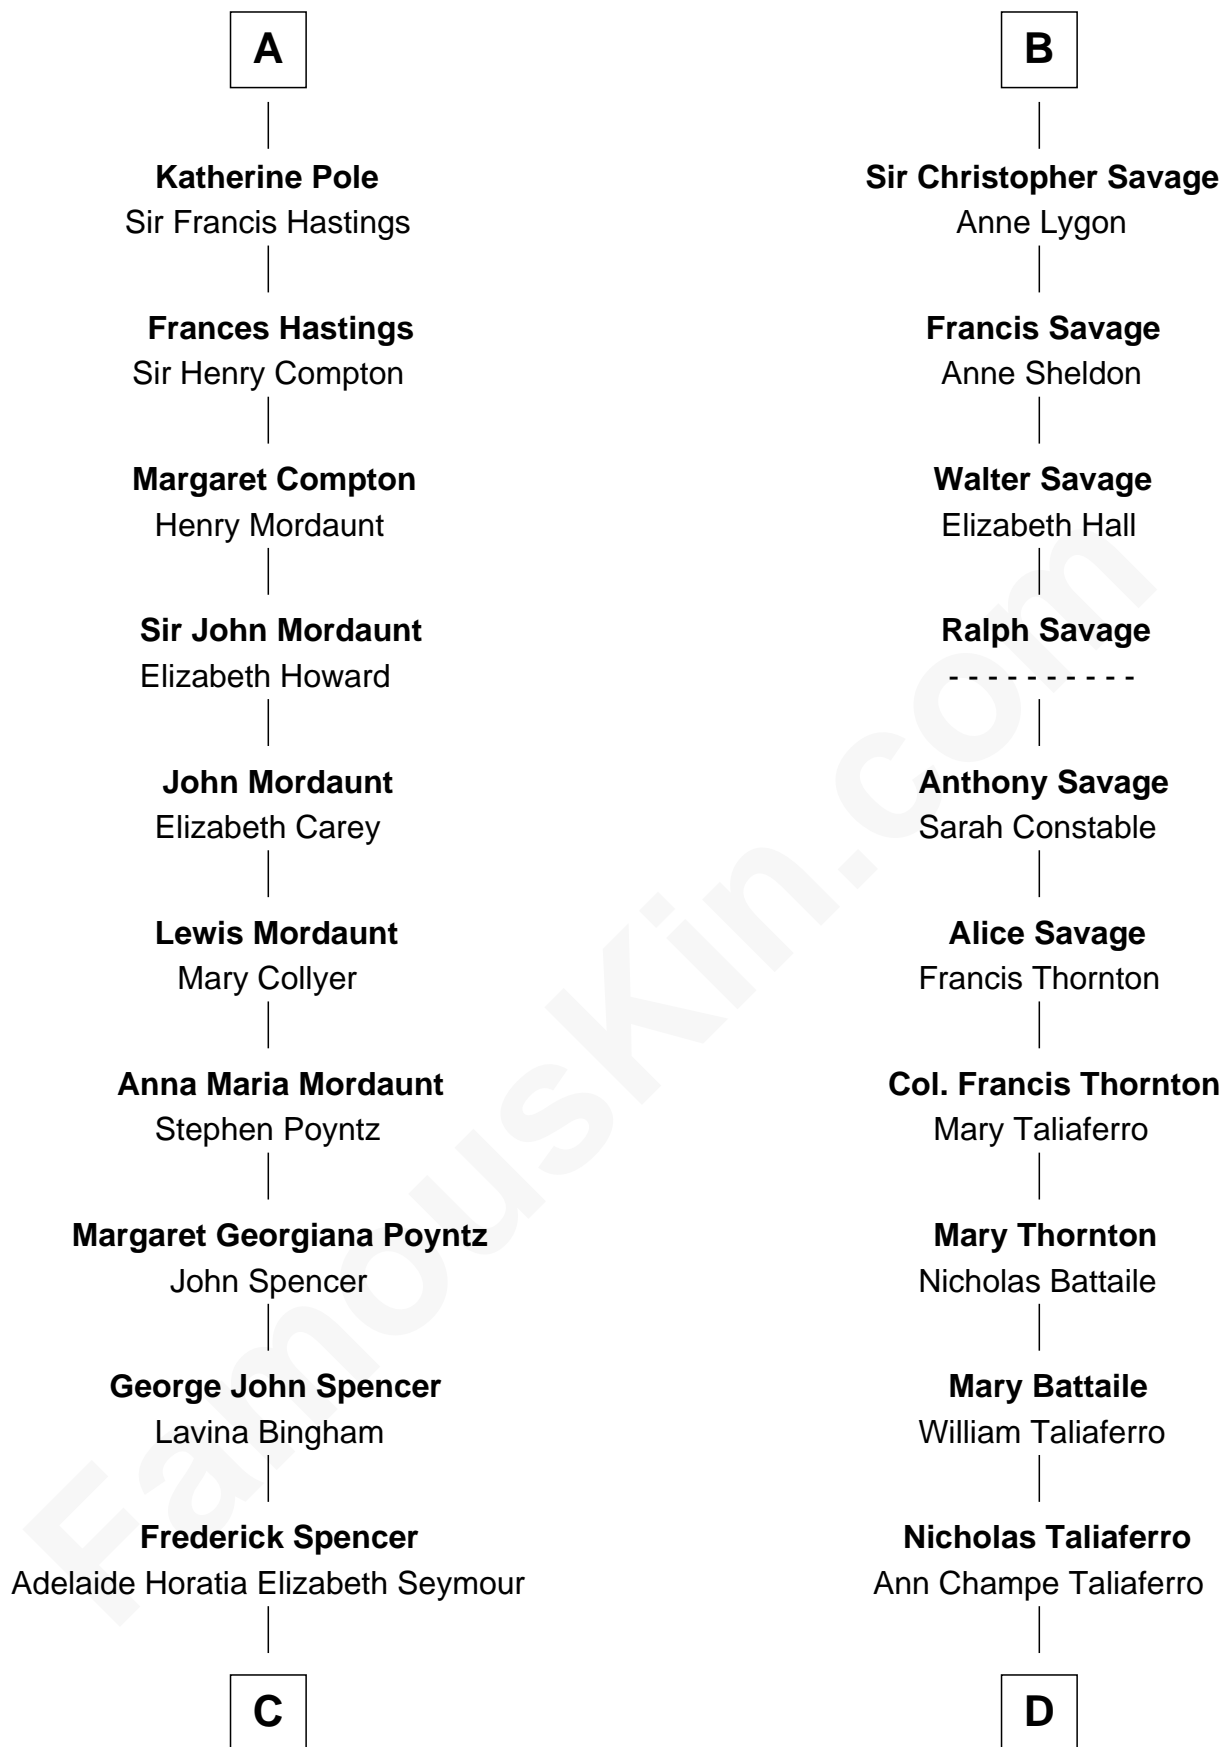 A
Katherine Pole
Sir Francis Hastings
Frances Hastings
Sir Henry Compton
Margaret Compton
Henry Mordaunt
Sir John Mordaunt
Elizabeth Howard
John Mordaunt
Elizabeth Carey
Lewis Mordaunt
Mary Collyer
Anna Maria Mordaunt
Stephen Poyntz
Margaret Georgiana Poyntz
John Spencer
George John Spencer
Lavina Bingham
Frederick Spencer
Adelaide Horatia Elizabeth Seymour
C
B
Sir Christopher Savage
Anne Lygon
Francis Savage
Anne Sheldon
Walter Savage
Elizabeth Hall
Ralph Savage
- - - - - - - - - -
Anthony Savage
Sarah Constable
Alice Savage
Francis Thornton
Col. Francis Thornton
Mary Taliaferro
Mary Thornton
Nicholas Battaile
Mary Battaile
William Taliaferro
Nicholas Taliaferro
Ann Champe Taliaferro
D
FamousKin.com